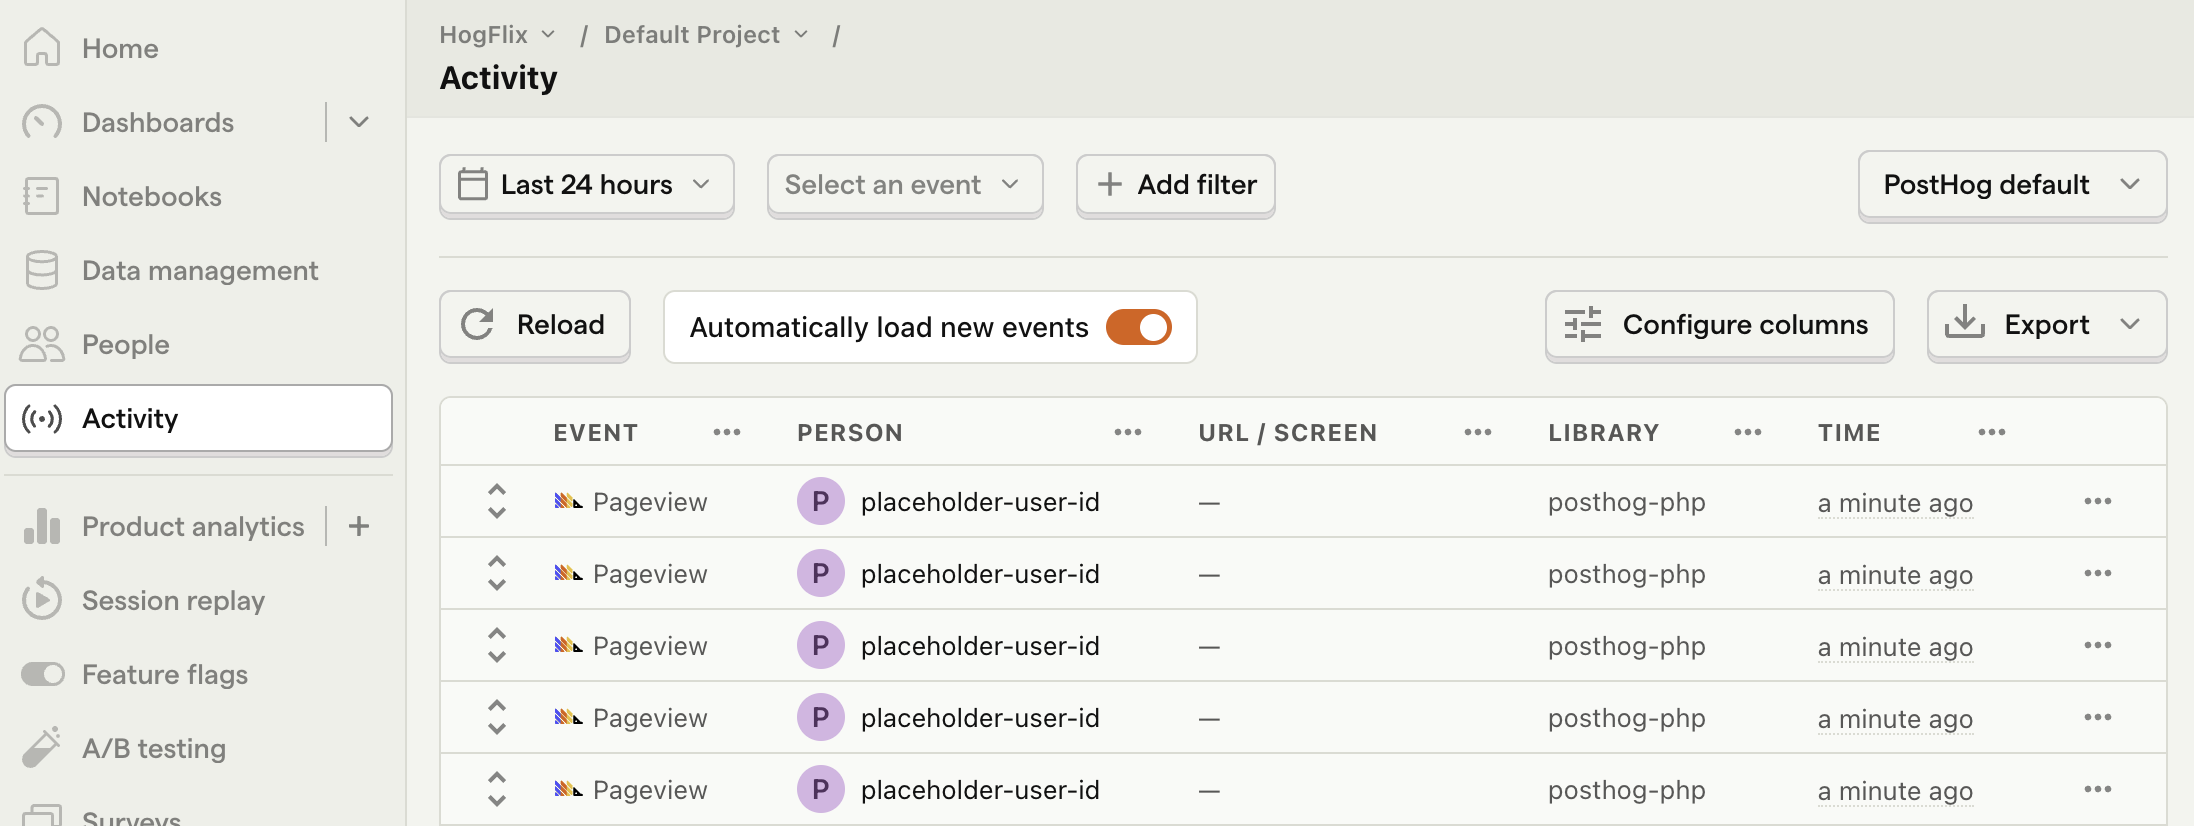 Home
Dashboards
Notebooks
Data management
People
Activity
Product analytics
Session replay
Feature flags
A/B testing
Surveys
HogFlix / Default Project /
Activity
Last 24 hours Select an event + Add filter PostHog default
Reload Automatically load new events Configure columns Export
EVENT PERSON URL / SCREEN LIBRARY TIME
Pageview P placeholder-user-id — posthog-php a minute ago
Pageview P placeholder-user-id — posthog-php a minute ago
Pageview P placeholder-user-id — posthog-php a minute ago
Pageview P placeholder-user-id — posthog-php a minute ago
Pageview P placeholder-user-id — posthog-php a minute ago